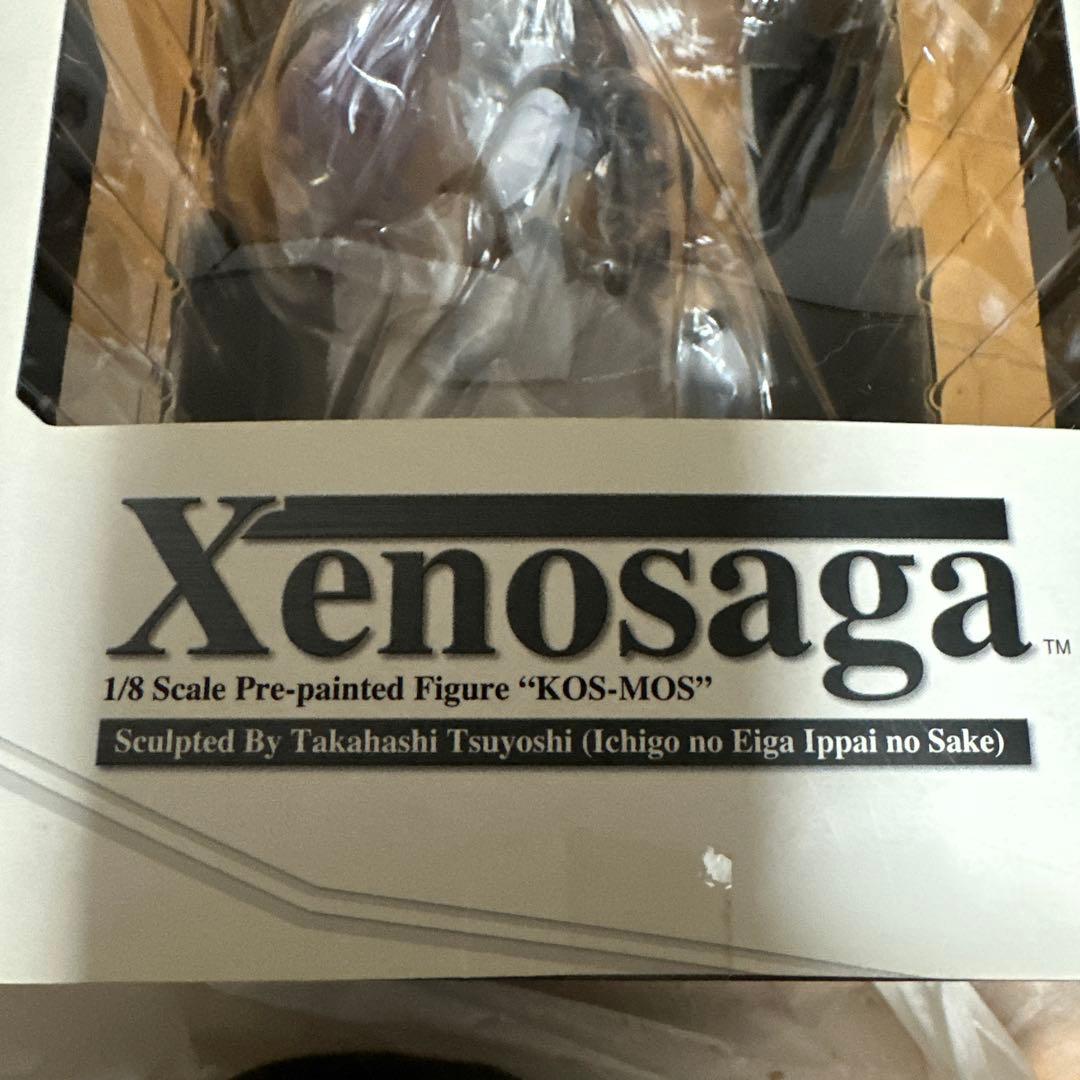 Xenosaga™
1/8 Scale Pre-painted Figure “KOS-MOS”
Sculpted By Takahashi Tsuyoshi (Ichigo no Eiga Ippai no Sake)